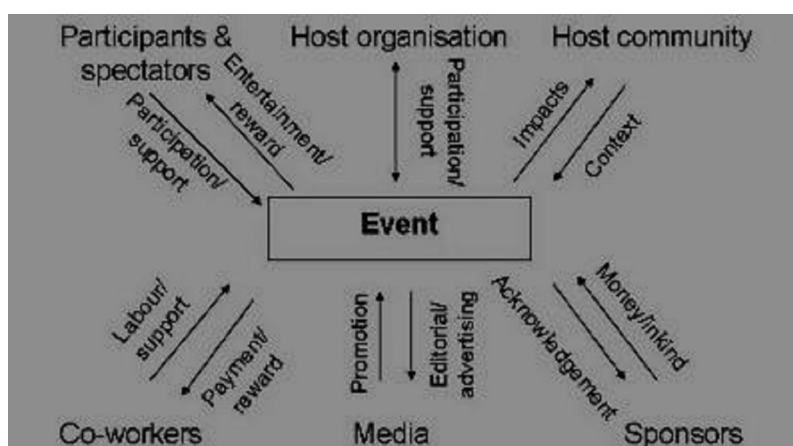 Participants &
spectators
Host organisation
Host community
Entertainment/
reward
Participation/
support
Participation/
support
Impacts
Context
Event
Labour/
support
Payment/
reward
Promotion
Editorial/
advertising
Acknowledgement
Money/inkind
Co-workers
Media
Sponsors